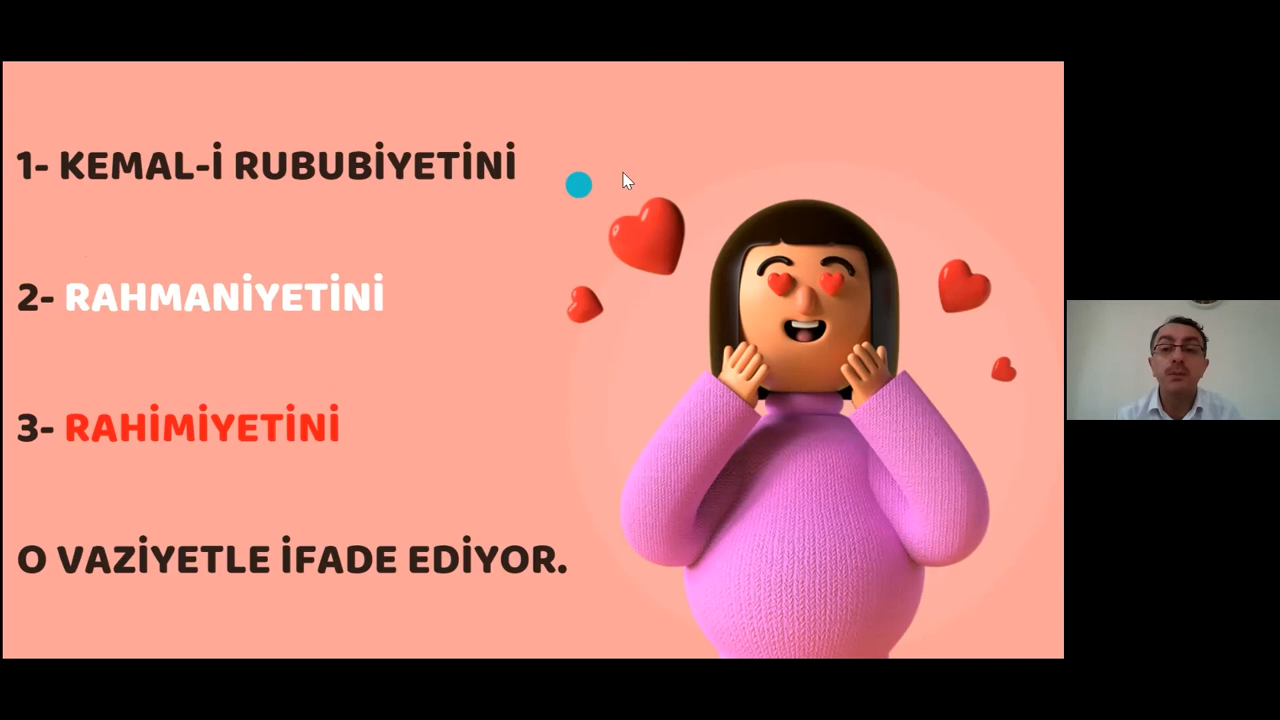 1- KEMAL-İ RUBUBİYETİNİ
2- RAHMANİYETİNİ
3- RAHİMİYETİNİ
O VAZİYETLE İFADE EDİYOR.